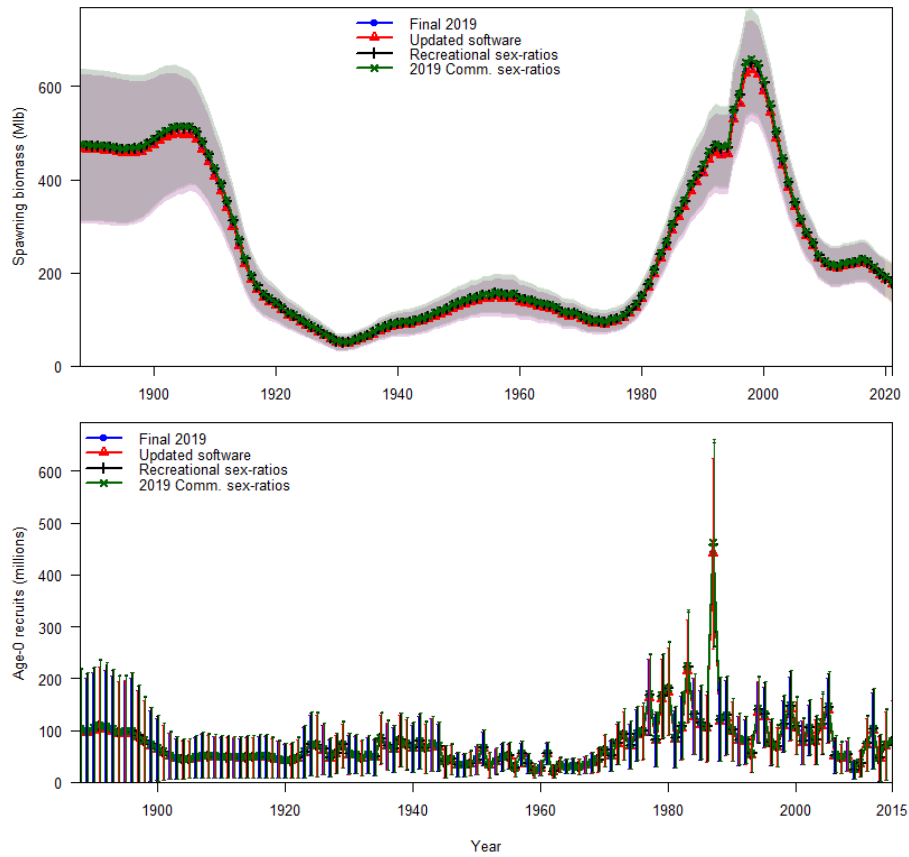 Final 2019
Updated software
Recreational sex-ratios
2019 Comm. sex-ratios
Spawning biomass (Mlb)
600
400
200
0
1900 1920 1940 1960 1980 2000 2020
Final 2019
Updated software
Recreational sex-ratios
2019 Comm. sex-ratios
Age-0 recruits (millions)
600
500
400
300
200
100
0
1900 1920 1940 1960 1980 2000 2015
Year